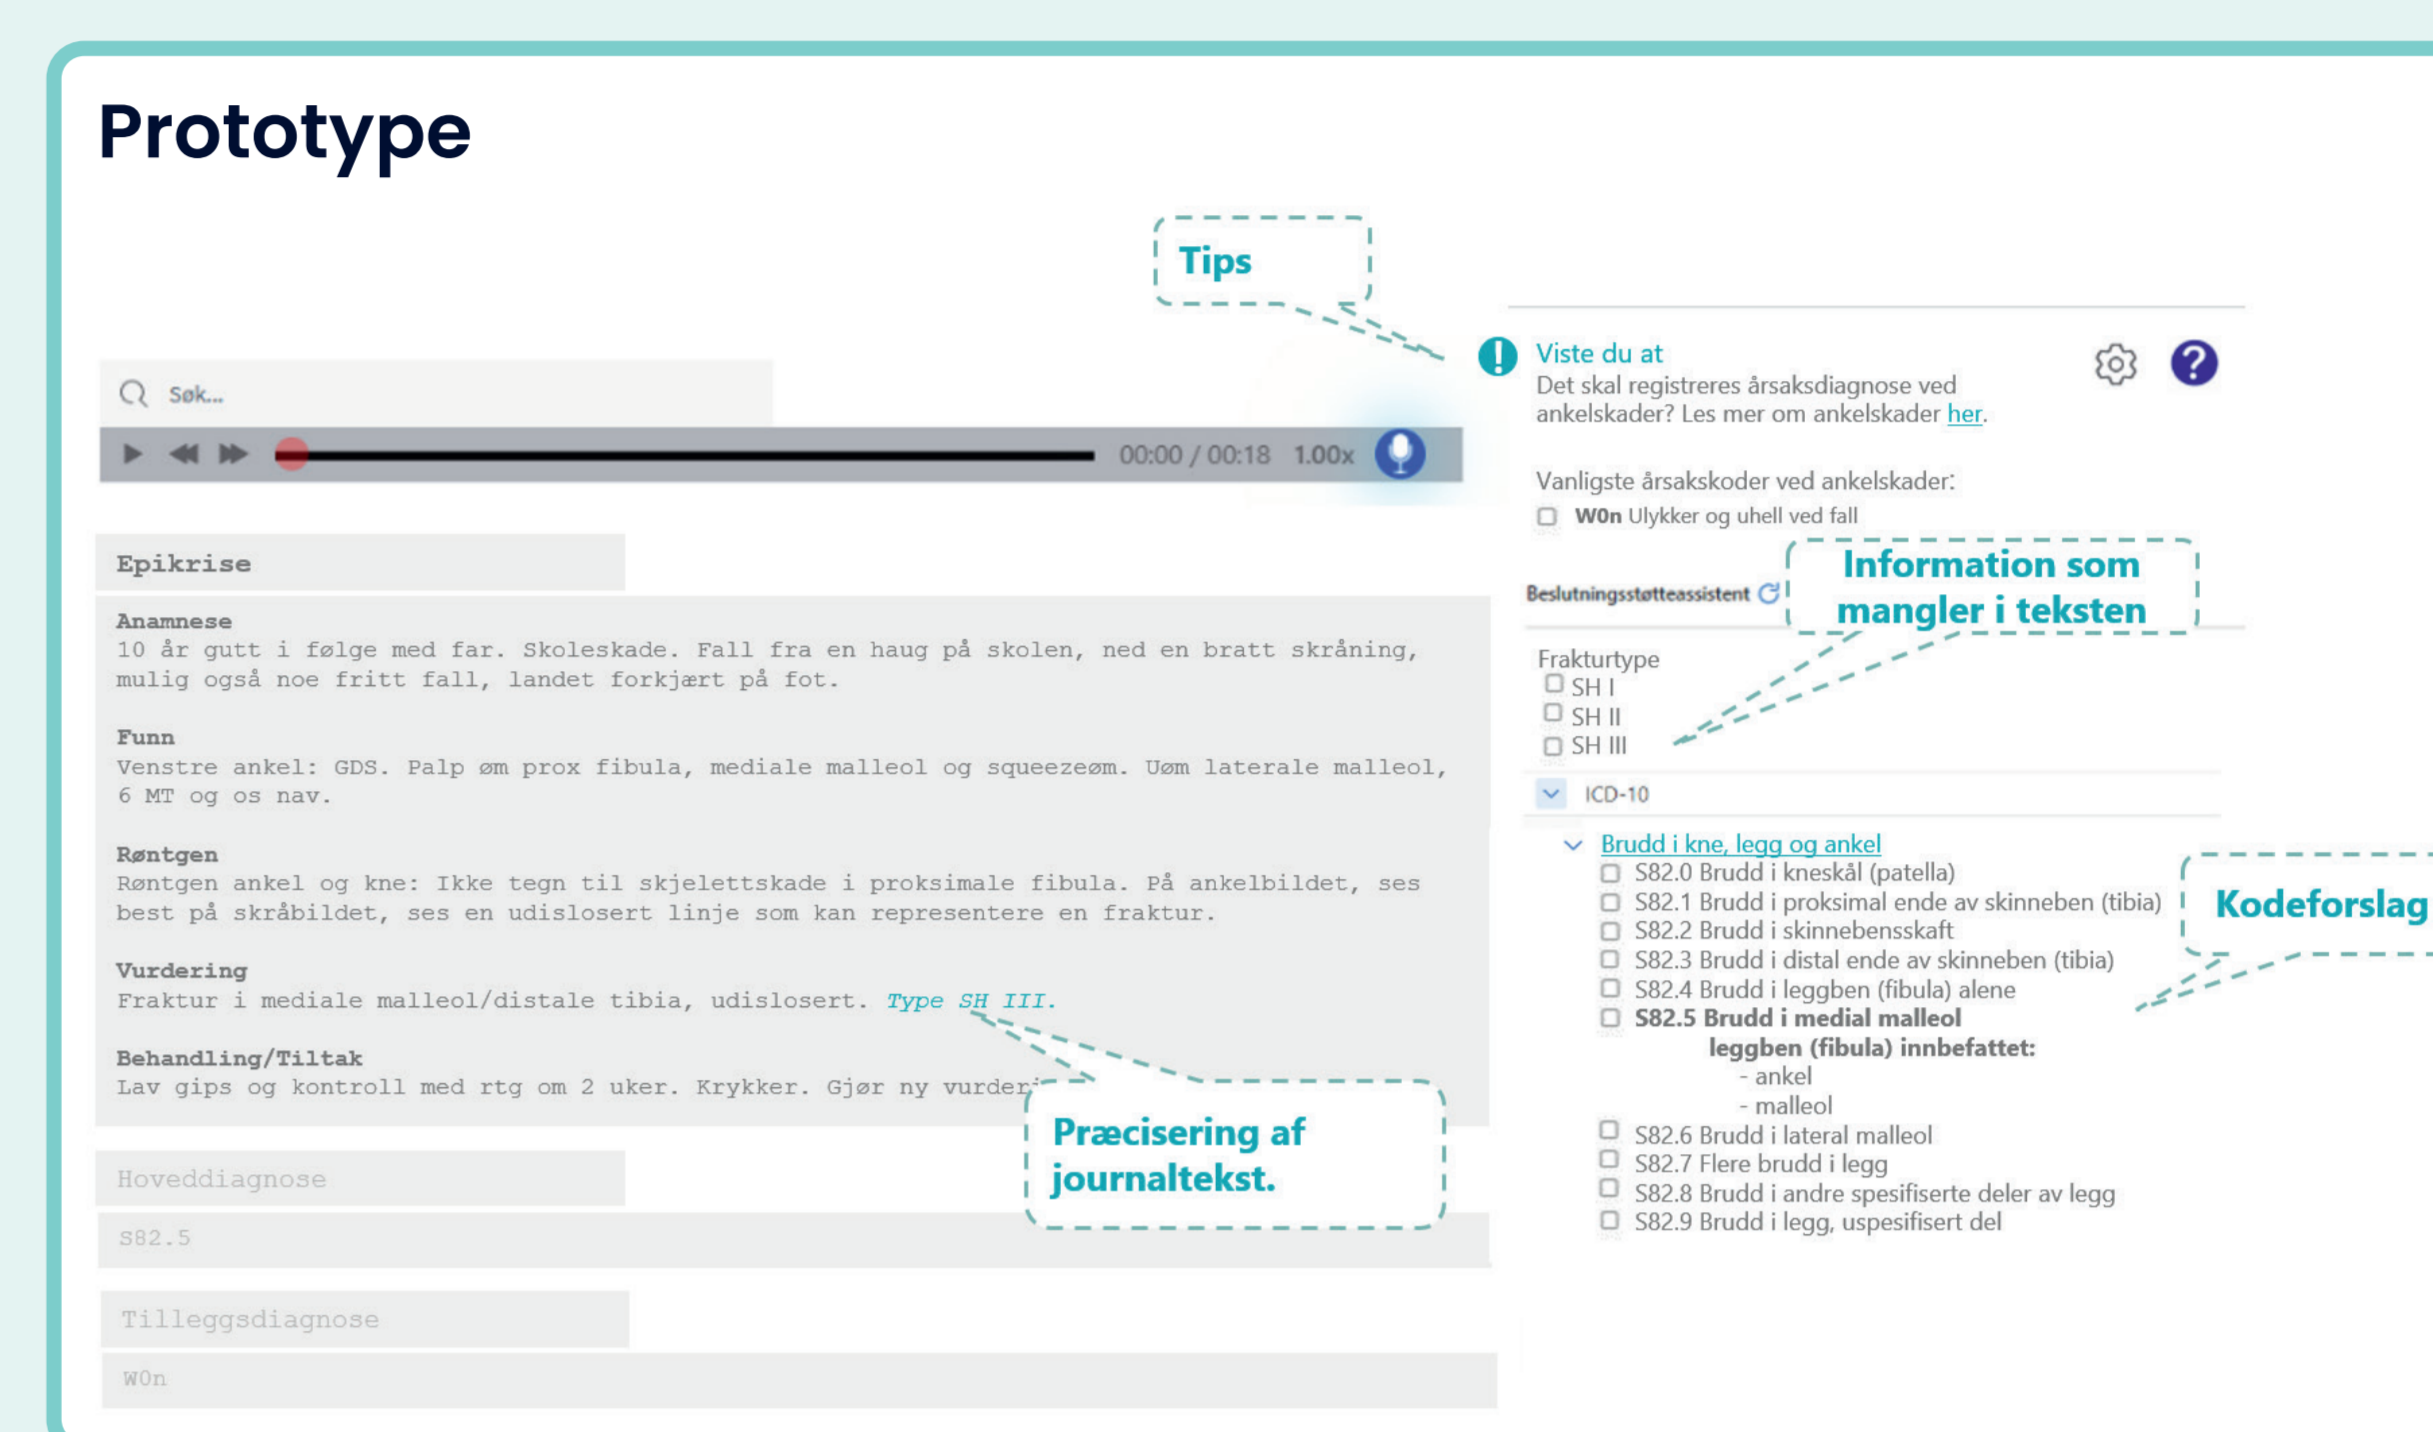 Prototype
Tips
Søk...
00:00 / 00:18 1.00x
Epikrise
Anamnese
10 år gutt i følge med far. Skoleskade. Fall fra en haug på skolen, ned en bratt skråning,
mulig også noe fritt fall, landet forkjært på fot.
Funn
Venstre ankel: GDS. Palp øm prox fibula, mediale malleol og squeezeøm. Uøm laterale malleol,
6 MT og os nav.
Røntgen
Røntgen ankel og kne: Ikke tegn til skjelettskade i proksimale fibula. På ankelbildet, ses
best på skråbildet, ses en udislosert linje som kan representere en fraktur.
Vurdering
Fraktur i mediale malleol/distale tibia, udislosert. Type SH III.
Behandling/Tiltak
Lav gips og kontroll med rtg om 2 uker. Krykker. Gjør ny
Præcisering af
journaltekst.
Hoveddiagnose
S82.5
Tilleggsdiagnose
W0n
Viste du at
Det skal registreres årsaksdiagnose ved
ankelskader? Les mer om ankelskader her.
Vanligste årsakskoder ved ankelskader:
W0n Ulykker og uhell ved fall
Information som
mangler i teksten
Beslutningsstøtteassistent
Frakturtype
SH I
SH II
SH III
ICD-10
Brudd i kne, legg og ankel
S82.0 Brudd i kneskål (patella)
S82.1 Brudd i proksimal ende av skinneben (tibia)
S82.2 Brudd i skinnebensskaft
S82.3 Brudd i distal ende av skinneben (tibia)
S82.4 Brudd i leggben (fibula) alene
S82.5 Brudd i medial malleol
leggben (fibula) innbefattet:
- ankel
- malleol
S82.6 Brudd i lateral malleol
S82.7 Flere brudd i legg
S82.8 Brudd i andre spesifiserte deler av legg
S82.9 Brudd i legg, uspesifisert del
Kodeforslag